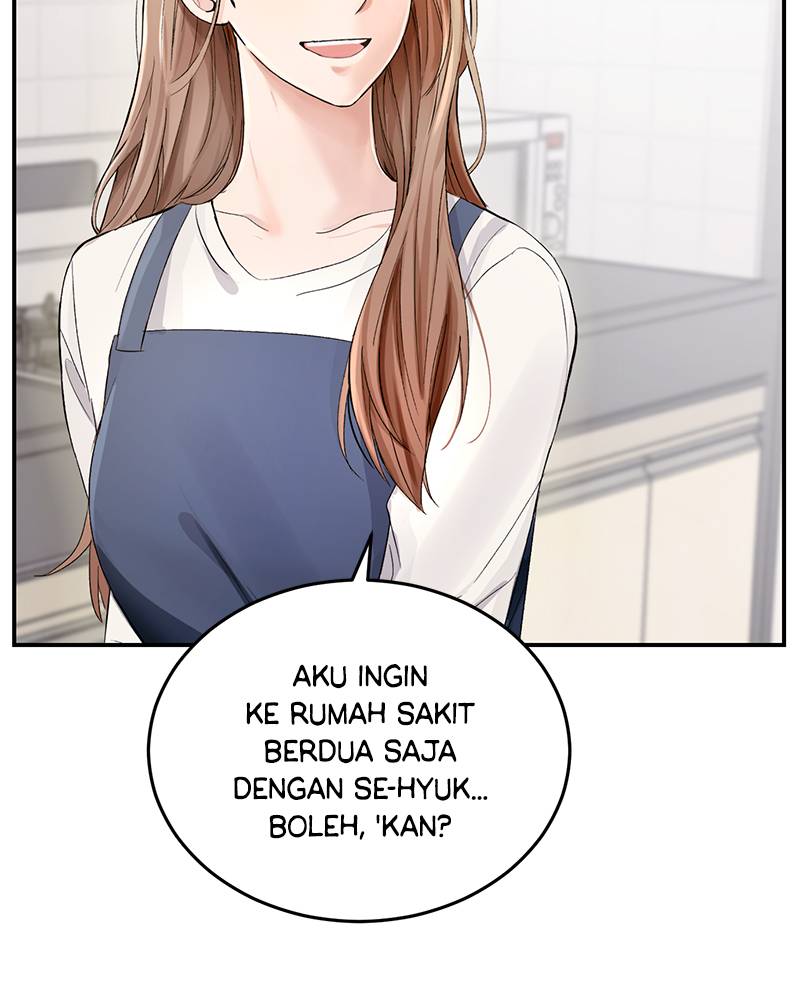 AKU INGIN
KE RUMAH SAKIT
BERDUA SAJA
DENGAN SE-HYUK...
BOLEH, 'KAN?